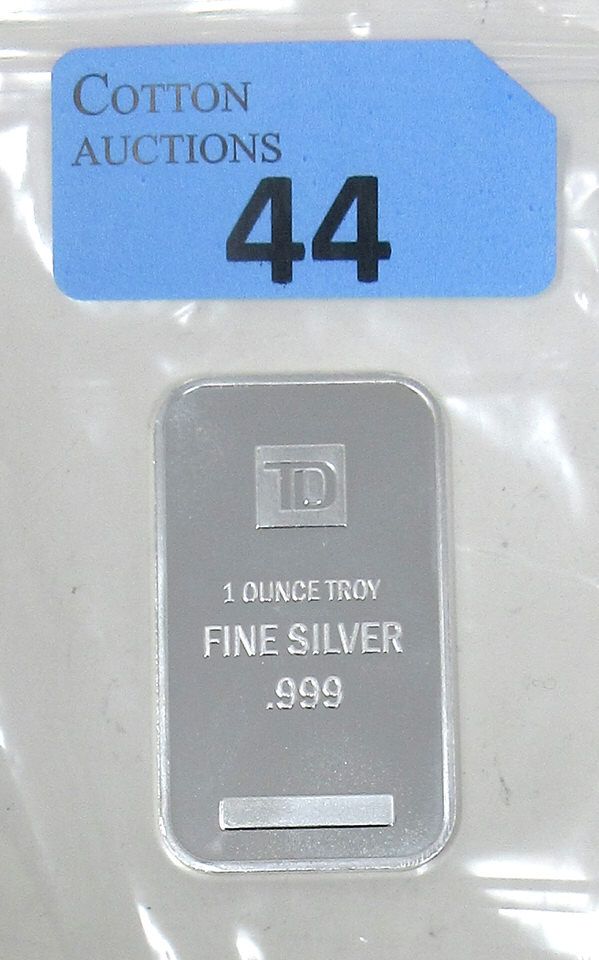 COTTON
AUCTIONS
44
TD
1 OUNCE TROY
FINE SILVER
.999